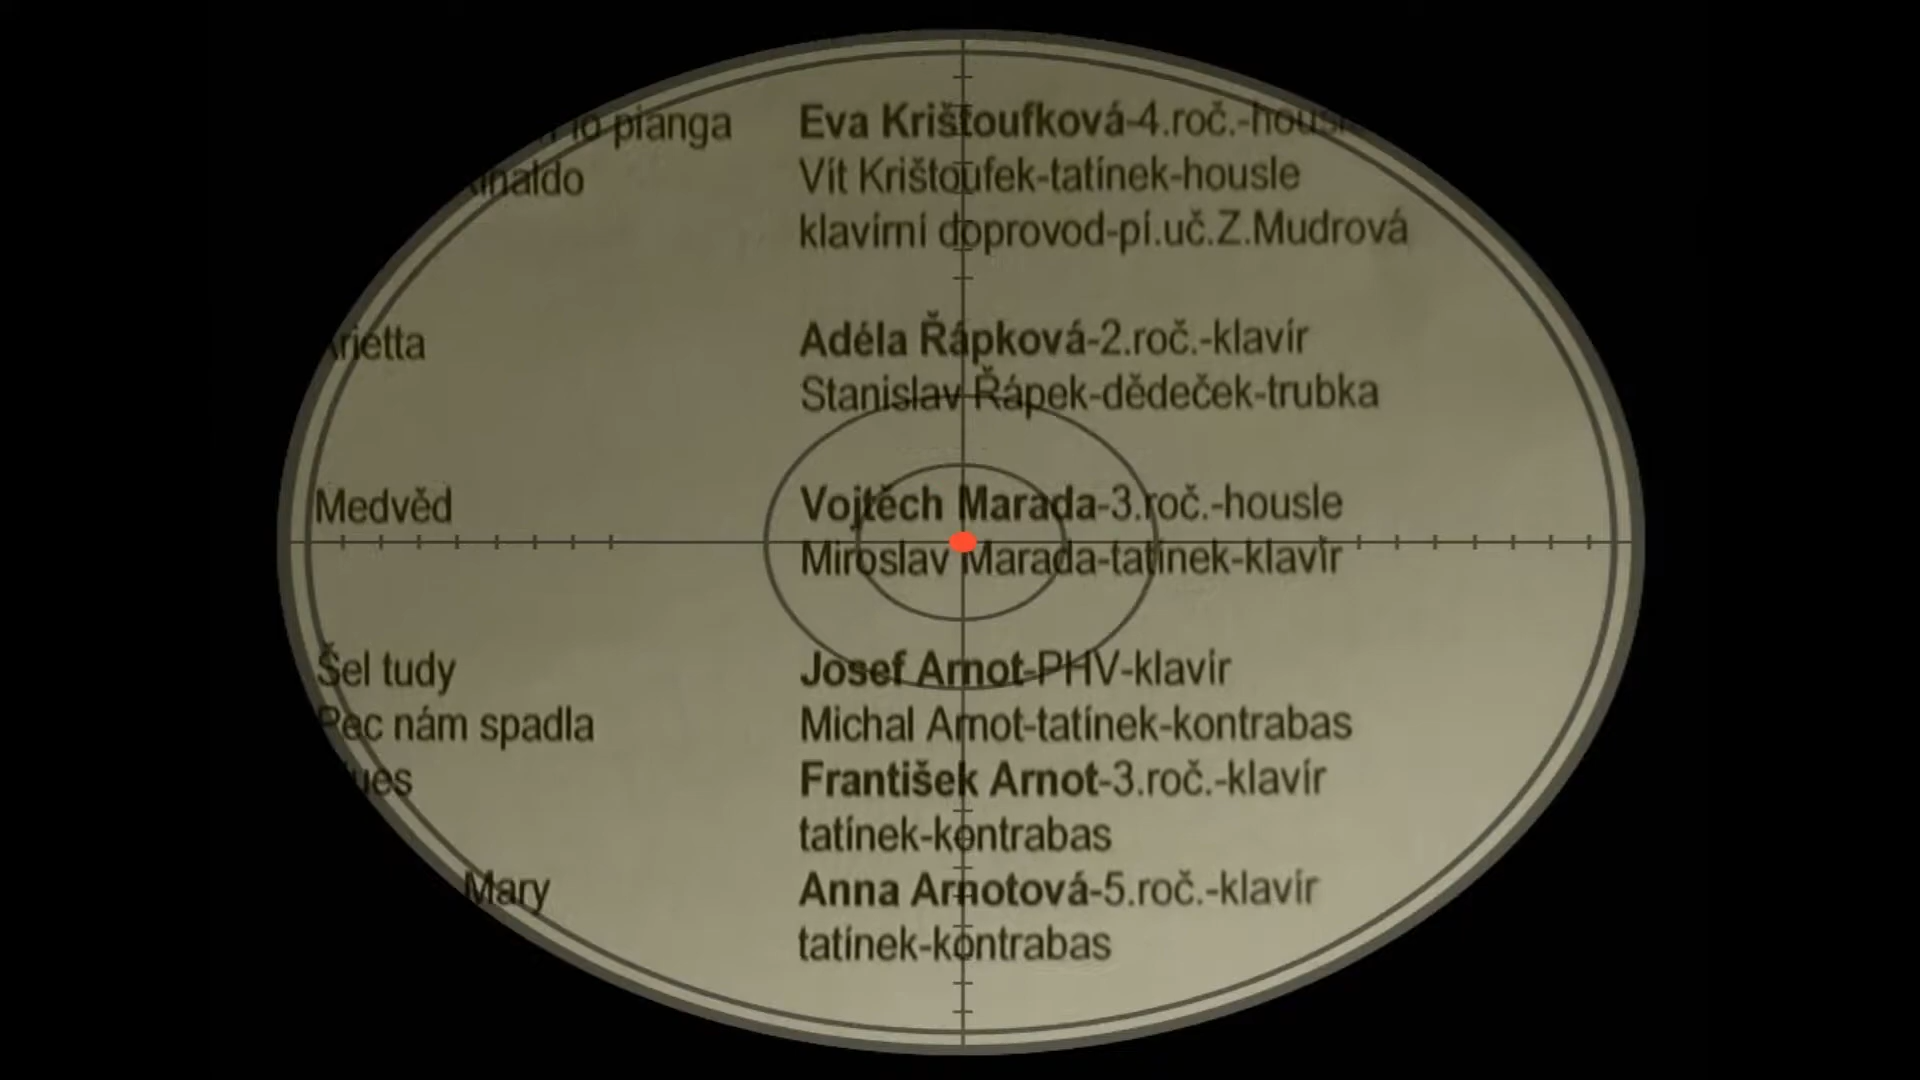 io pianga Eva Krištoufková-4.roč.-housle
Vít Krištoufek-tatínek-housle
klavírní doprovod-pí.uč.Z.Mudrová
Adéla Řápková-2.roč.-klavír
Stanislav Řápek-dědeček-trubka
Medvěd Vojtěch Marada-3.roč.-housle
Miroslav Marada-tatínek-klavír
Šel tudy Josef Arnot-PHV-klavír
Pec nám spadla Michal Arnot-tatínek-kontrabas
František Arnot-3.roč.-klavír
tatínek-kontrabas
Mary Anna Arnotová-5.roč.-klavír
tatínek-kontrabas